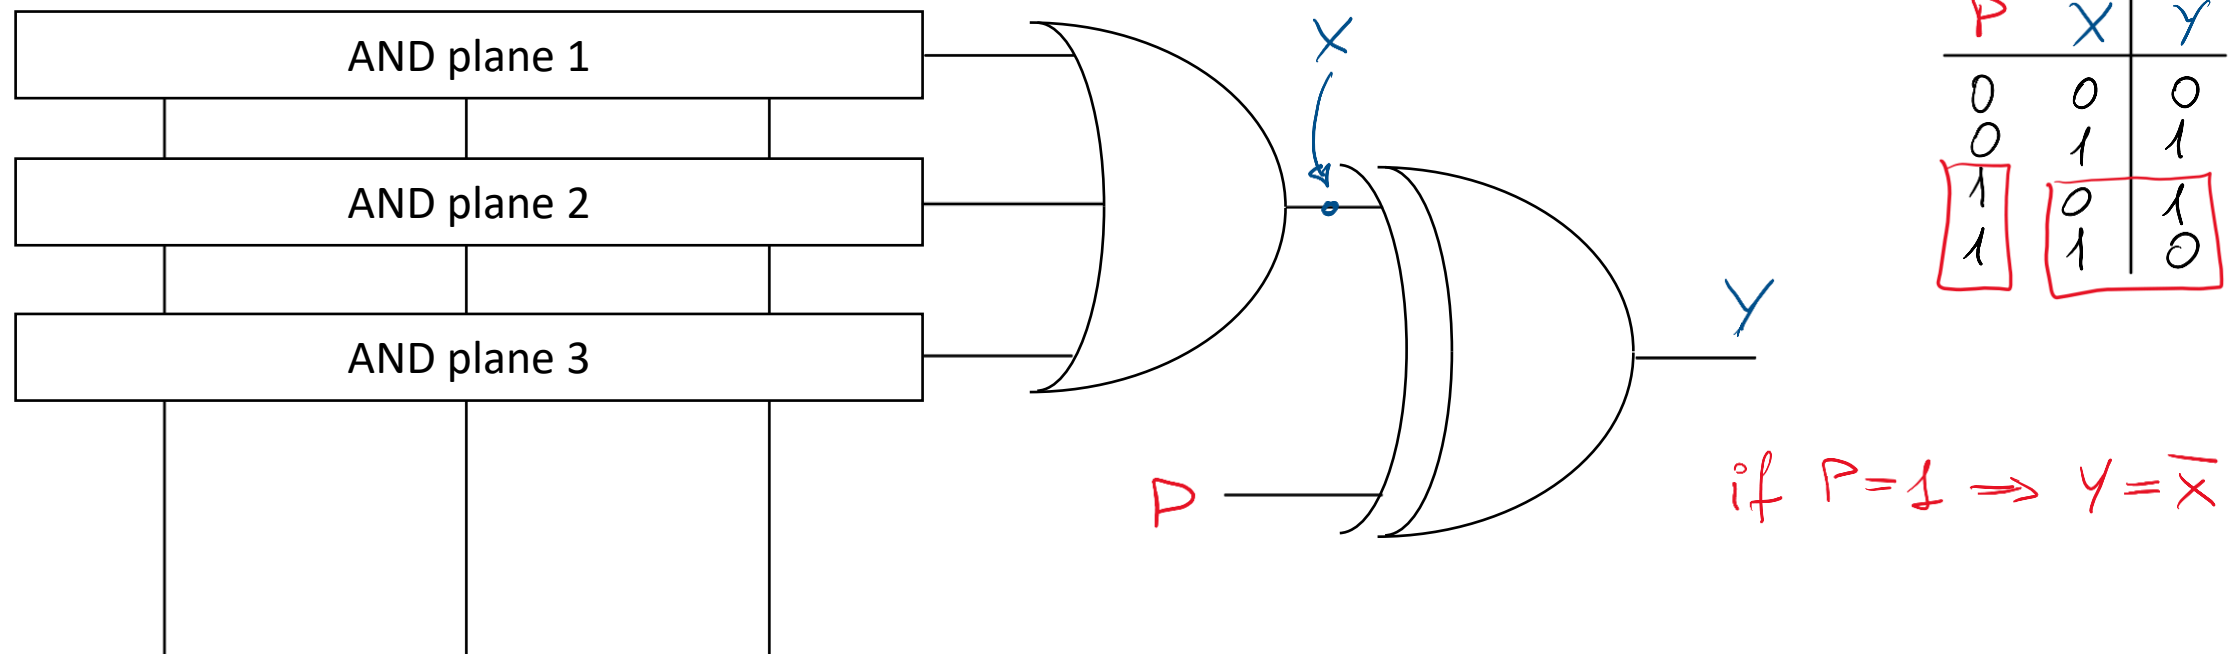 AND plane 1
AND plane 2
AND plane 3
X
P
Y
P X Y
0 0 0
0 1 1
1 0 1
1 1 0
if P=1 ⇒ Y=X̅